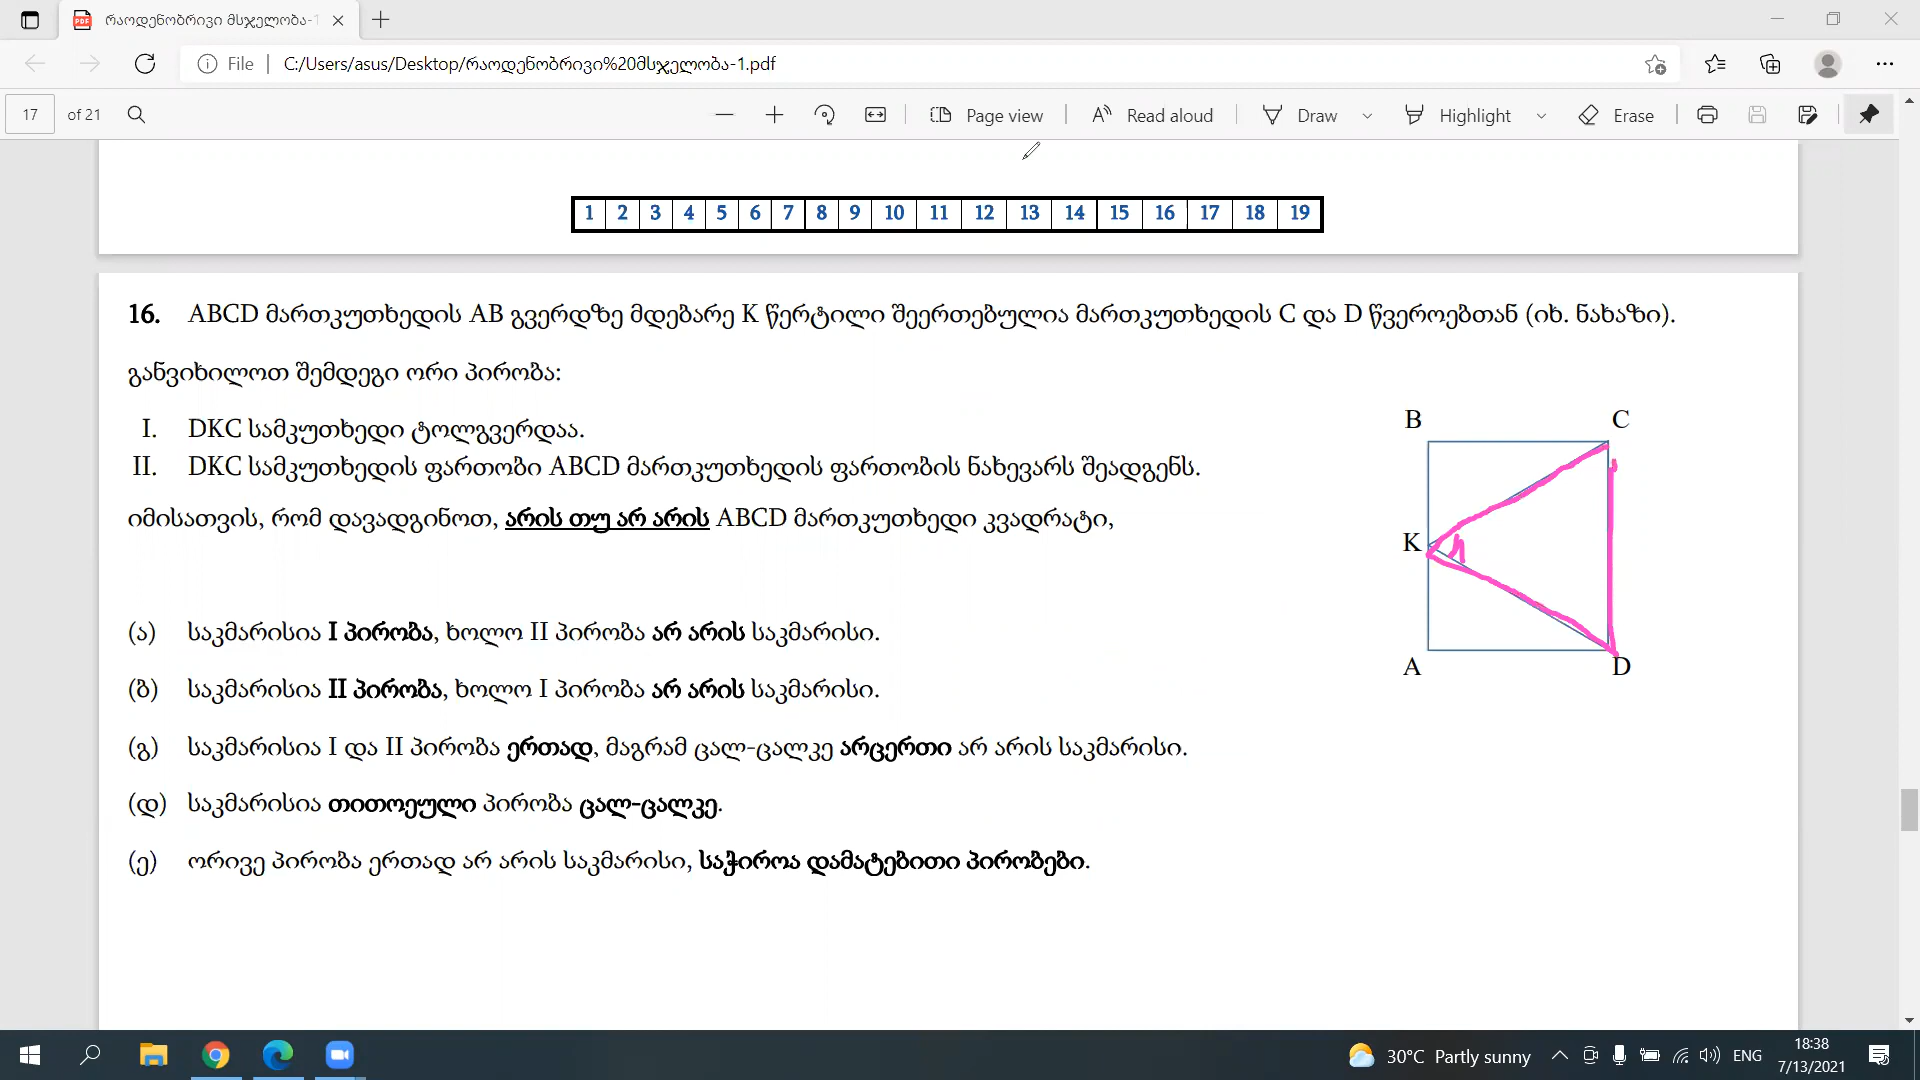 რაოდენობრივი მსჯელობა-1
File
C:/Users/asus/Desktop/რაოდენობრივი%20მსჯელობა-1.pdf
17 of 21
Page view
Read aloud
Draw
Highlight
Erase
1 2 3 4 5 6 7 8 9 10 11 12 13 14 15 16 17 18 19
16. ABCD მართკუთხედის AB გვერდზე მდებარე K წერტილი შეერთებულია მართკუთხედის C და D წვეროებთან (იხ. ნახაზი).
განვიხილოთ შემდეგი ორი პირობა:
I. DKC სამკუთხედი ტოლგვერდაა.
II. DKC სამკუთხედის ფართობი ABCD მართკუთხედის ფართობის ნახევარს შეადგენს.
იმისათვის, რომ დავადგინოთ, არის თუ არ არის ABCD მართკუთხედი კვადრატი,
B C
K
A D
(ა) საკმარისია I პირობა, ხოლო II პირობა არ არის საკმარისი.
(ბ) საკმარისია II პირობა, ხოლო I პირობა არ არის საკმარისი.
(გ) საკმარისია I და II პირობა ერთად, მაგრამ ცალ-ცალკე არცერთი არ არის საკმარისი.
(დ) საკმარისია თითოეული პირობა ცალ-ცალკე.
(ე) ორივე პირობა ერთად არ არის საკმარისი, საჭიროა დამატებითი პირობები.
30°C Partly sunny
ENG
18:38
7/13/2021